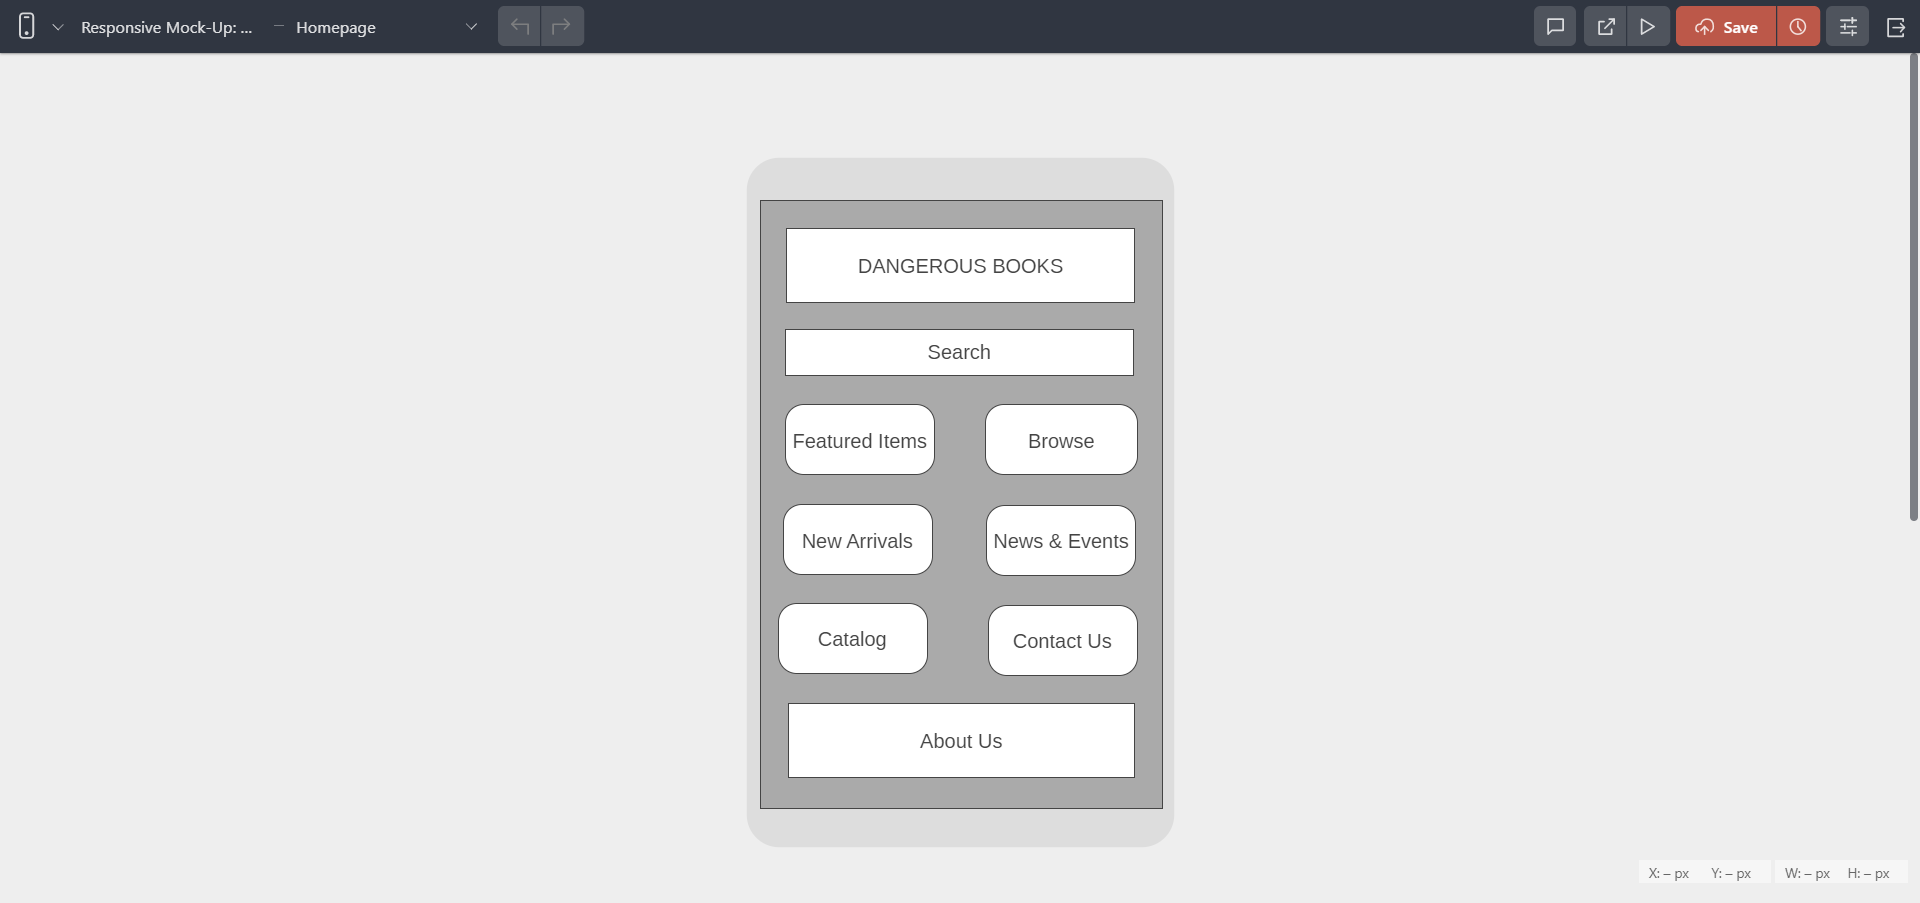 Responsive Mock-Up: ... – Homepage
Save
DANGEROUS BOOKS
Search
Featured Items Browse
New Arrivals News & Events
Catalog Contact Us
About Us
X: – px Y: – px W: – px H: – px